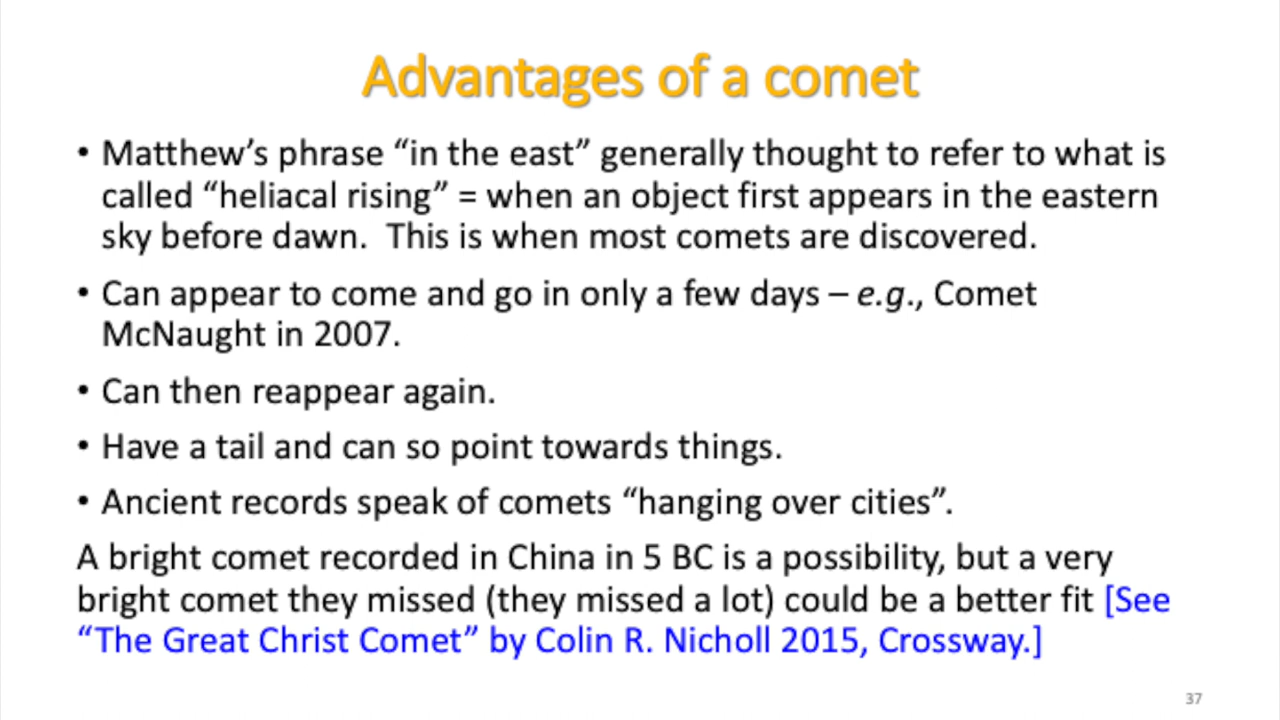 Advantages of a comet
• Matthew’s phrase “in the east” generally thought to refer to what is
called “heliacal rising” = when an object first appears in the eastern
sky before dawn.  This is when most comets are discovered.
• Can appear to come and go in only a few days – e.g., Comet
McNaught in 2007.
• Can then reappear again.
• Have a tail and can so point towards things.
• Ancient records speak of comets “hanging over cities”.
A bright comet recorded in China in 5 BC is a possibility, but a very
bright comet they missed (they missed a lot) could be a better fit [See
“The Great Christ Comet” by Colin R. Nicholl 2015, Crossway.]
37